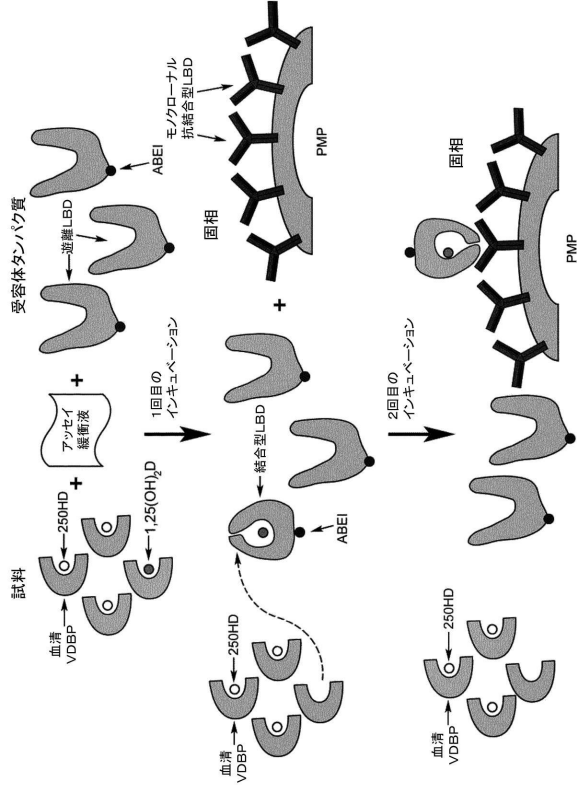 試料
血清
VDBP
250HD
1,25(OH)₂D
+
アッセイ
緩衝液
+
受容体タンパク質
遊離LBD
ABEI
1回目の
インキュベーション
血清
VDBP
250HD
結合型LBD
ABEI
+
固相
モノクローナル
抗結合型LBD
PMP
2回目の
インキュベーション
血清
VDBP
250HD
固相
PMP